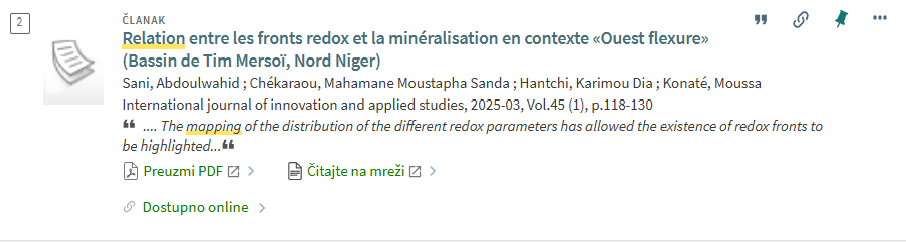 2
ČLANAK
Relation entre les fronts redox et la minéralisation en contexte «Ouest flexure»
(Bassin de Tim Mersoï, Nord Niger)
Sani, Abdoulwahid ; Chékaraou, Mahamane Moustapha Sanda ; Hantchi, Karimou Dia ; Konaté, Moussa
International journal of innovation and applied studies, 2025-03, Vol.45 (1), p.118-130
❝ .... The mapping of the distribution of the different redox parameters has allowed the existence of redox fronts to
be highlighted...❝
Preuzmi PDF
Čitajte na mreži
Dostupno online